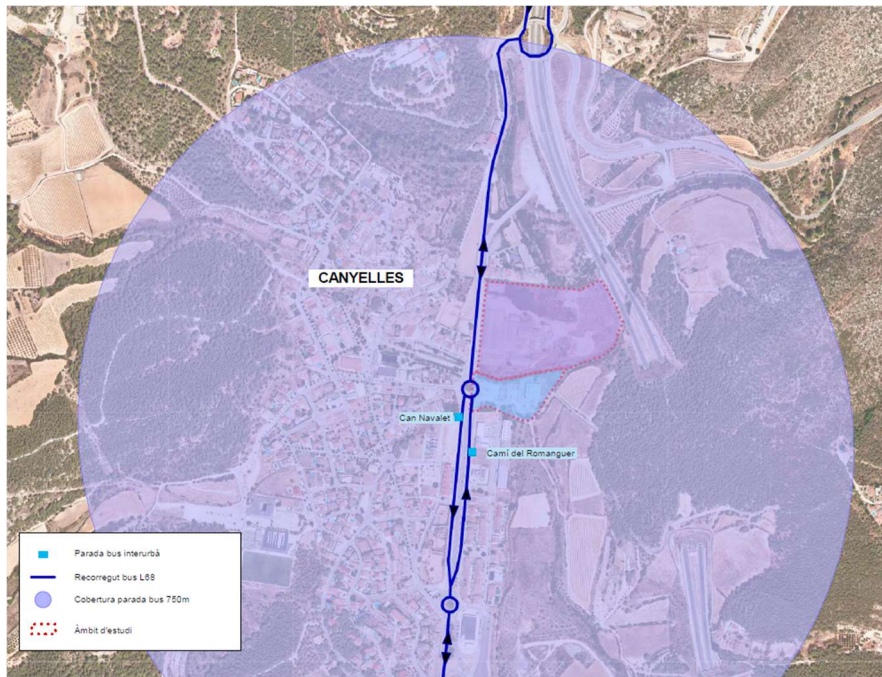 CANYELLES
Can Navalet
Camí del Romanguer
Parada bus interurbà
Recorregut bus L68
Cobertura parada bus 750m
Àmbit d'estudi